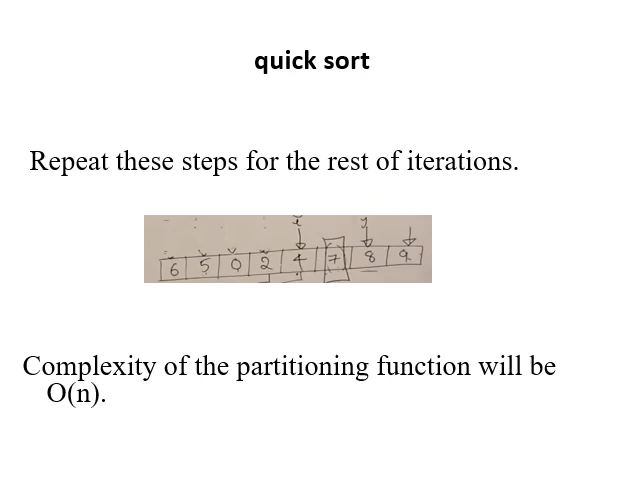 quick sort
Repeat these steps for the rest of iterations.
6 5 0 2 4 7 8 9
Complexity of the partitioning function will be
O(n).